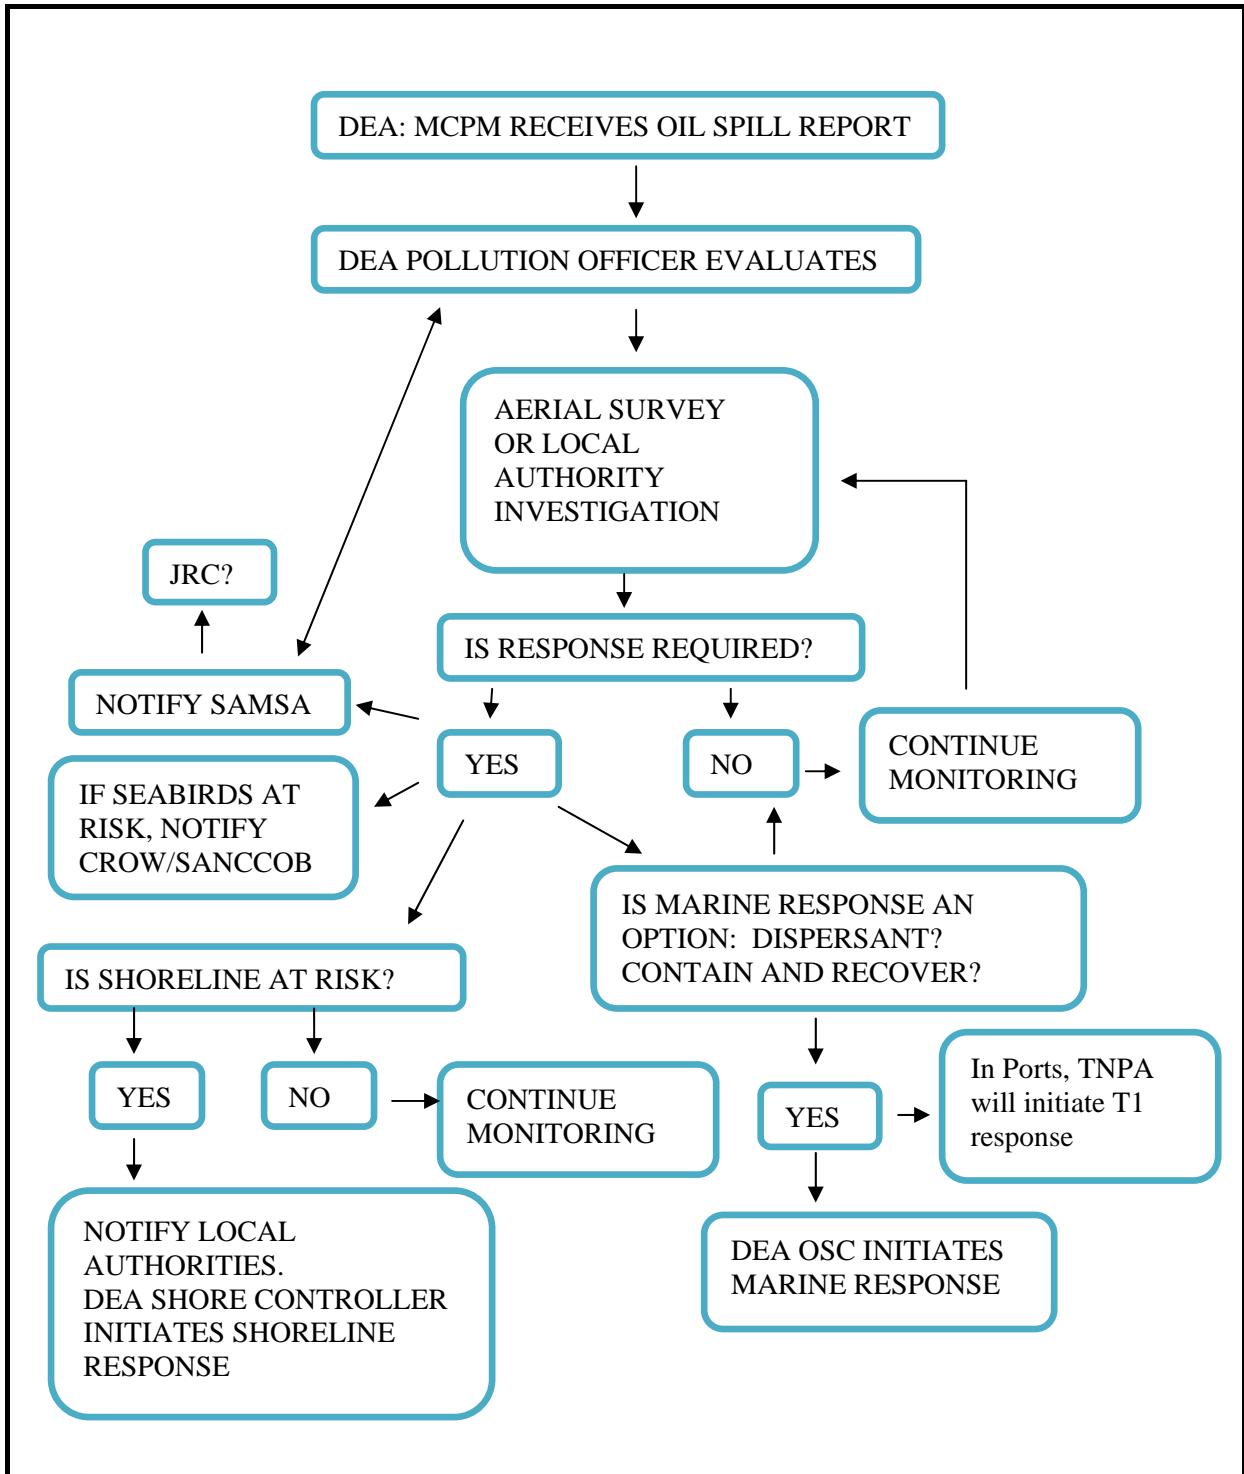 DEA: MCPM RECEIVES OIL SPILL REPORT
DEA POLLUTION OFFICER EVALUATES
AERIAL SURVEY
OR LOCAL
AUTHORITY
INVESTIGATION
JRC?
IS RESPONSE REQUIRED?
NOTIFY SAMSA
YES
NO
CONTINUE
MONITORING
IF SEABIRDS AT
RISK, NOTIFY
CROW/SANCCOB
IS MARINE RESPONSE AN
OPTION: DISPERSANT?
CONTAIN AND RECOVER?
IS SHORELINE AT RISK?
YES
NO
CONTINUE
MONITORING
YES
In Ports, TNPA
will initiate T1
response
NOTIFY LOCAL
AUTHORITIES.
DEA SHORE CONTROLLER
INITIATES SHORELINE
RESPONSE
DEA OSC INITIATES
MARINE RESPONSE